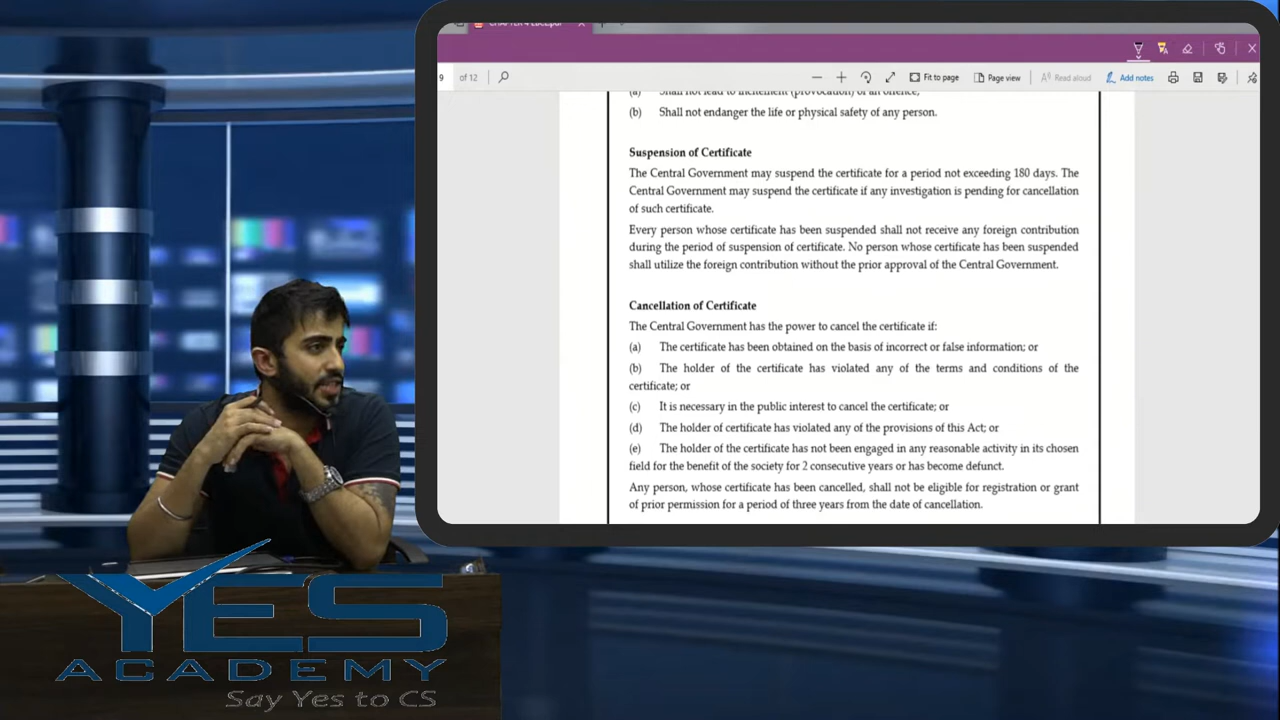 CHAPTER 4
9 of 12
Fit to page
Page view
Read aloud
Add notes
(a) Shall not lead to incitement (provocation) of an offence;
(b) Shall not endanger the life or physical safety of any person.
Suspension of Certificate
The Central Government may suspend the certificate for a period not exceeding 180 days. The
Central Government may suspend the certificate if any investigation is pending for cancellation
of such certificate.
Every person whose certificate has been suspended shall not receive any foreign contribution
during the period of suspension of certificate. No person whose certificate has been suspended
shall utilize the foreign contribution without the prior approval of the Central Government.
Cancellation of Certificate
The Central Government has the power to cancel the certificate if:
(a) The certificate has been obtained on the basis of incorrect or false information; or
(b) The holder of the certificate has violated any of the terms and conditions of the
certificate; or
(c) It is necessary in the public interest to cancel the certificate; or
(d) The holder of certificate has violated any of the provisions of this Act; or
(e) The holder of the certificate has not been engaged in any reasonable activity in its chosen
field for the benefit of the society for 2 consecutive years or has become defunct.
Any person, whose certificate has been cancelled, shall not be eligible for registration or grant
of prior permission for a period of three years from the date of cancellation.
YES
ACADEMY
Say Yes to CS